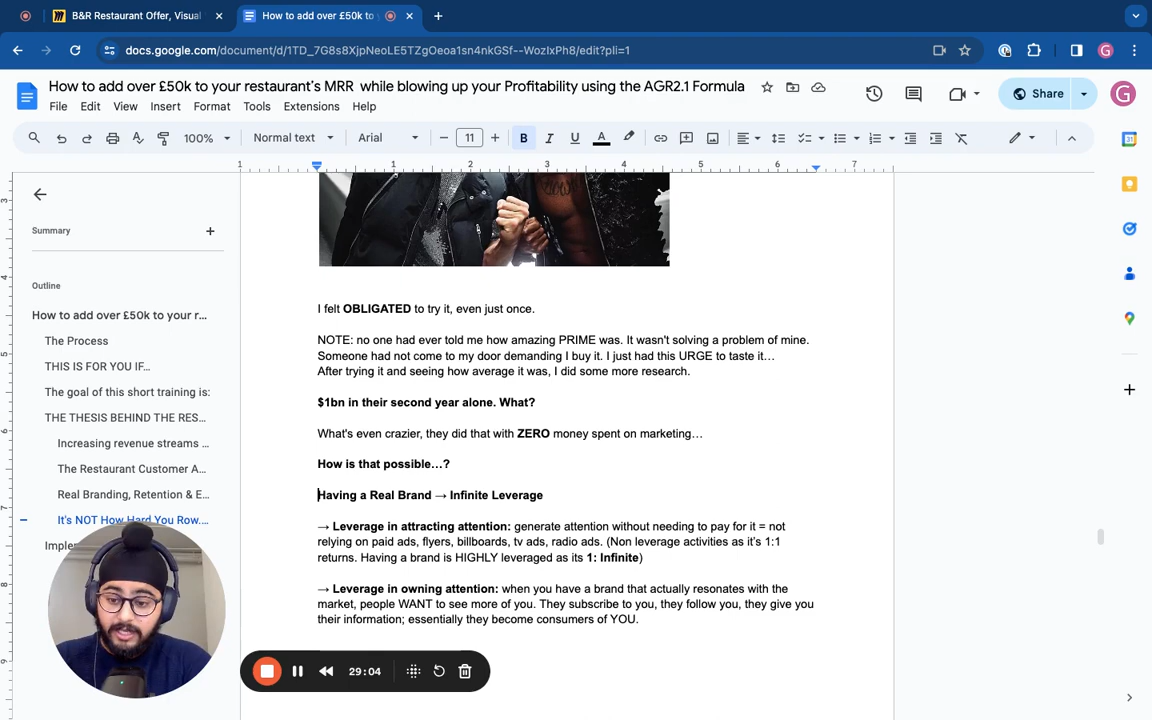 B&R Restaurant Offer, Visual
How to add over £50k to
docs.google.com/document/d/1TD_7G8s8XjpNeoLE5TZgOeoa1sn4nkGSf--WozIxPh8/edit?pli=1
G
How to add over £50k to your restaurant's MRR while blowing up your Profitability using the AGR2.1 Formula
File Edit View Insert Format Tools Extensions Help
Share
G
100% Normal text Arial 11 B I U A
1 1 2 3 4 5 6 7
Summary
Outline
How to add over £50k to your r...
The Process
THIS IS FOR YOU IF...
The goal of this short training is:
THE THESIS BEHIND THE RES...
Increasing revenue streams ...
The Restaurant Customer A...
Real Branding, Retention & E...
It's NOT How Hard You Row....
Imple
I felt OBLIGATED to try it, even just once.
NOTE: no one had ever told me how amazing PRIME was. It wasn't solving a problem of mine.
Someone had not come to my door demanding I buy it. I just had this URGE to taste it…
After trying it and seeing how average it was, I did some more research.
$1bn in their second year alone. What?
What's even crazier, they did that with ZERO money spent on marketing…
How is that possible…?
Having a Real Brand → Infinite Leverage
→ Leverage in attracting attention: generate attention without needing to pay for it = not
relying on paid ads, flyers, billboards, tv ads, radio ads. (Non leverage activities as it's 1:1
returns. Having a brand is HIGHLY leveraged as its 1: Infinite)
→ Leverage in owning attention: when you have a brand that actually resonates with the
market, people WANT to see more of you. They subscribe to you, they follow you, they give you
their information; essentially they become consumers of YOU.
29:04